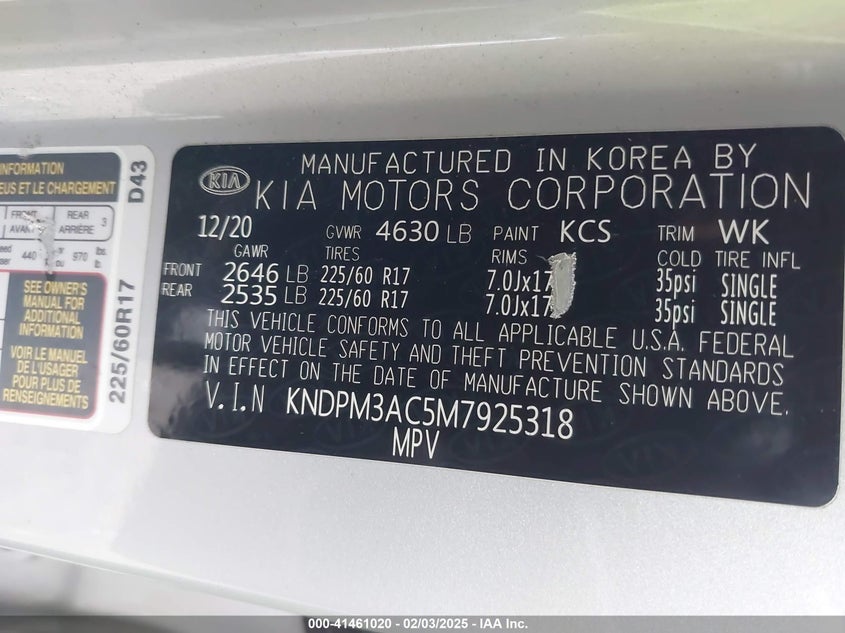 INFORMATION
EUS ET LE CHARGEMENT
FRONT
AVANT
REAR
ARRIÈRE
3
440
or
ou
970
lbs.
lb.
SEE OWNER'S
MANUAL FOR
ADDITIONAL
INFORMATION
VOIR LE MANUEL
DE L'USAGER
POUR PLUS DE
RENSEIGNEMENTS
D43
225/60R17
KIA
MANUFACTURED IN KOREA BY
KIA MOTORS CORPORATION
12/20 GVWR 4630 LB PAINT KCS TRIM WK
GAWR TIRES RIMS COLD TIRE INFL
FRONT 2646 LB 225/60 R17 7.0Jx17 35psi SINGLE
REAR 2535 LB 225/60 R17 7.0Jx17 35psi SINGLE
THIS VEHICLE CONFORMS TO ALL APPLICABLE U.S.A. FEDERAL
MOTOR VEHICLE SAFETY AND THEFT PREVENTION STANDARDS
IN EFFECT ON THE DATE OF MANUFACTURE SHOWN ABOVE.
V.I.N KNDPM3AC5M7925318
MPV
000-41461020 - 02/03/2025 - IAA Inc.